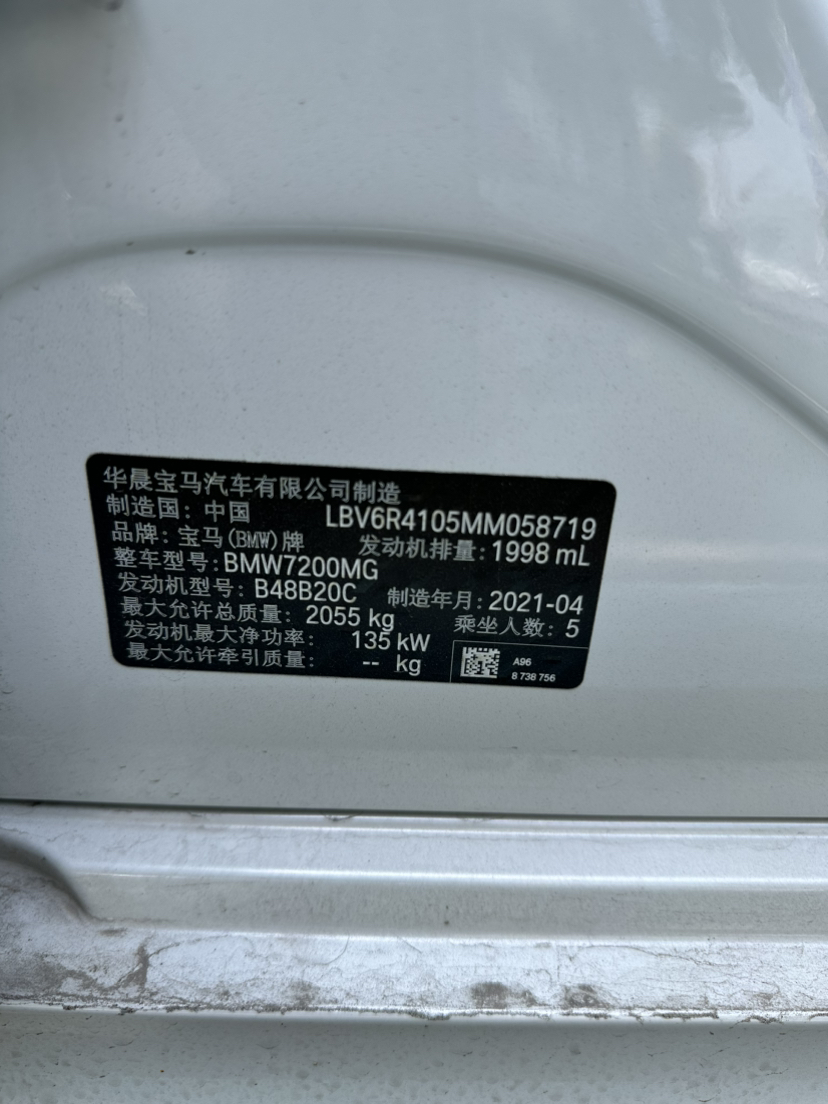 华晨宝马汽车有限公司制造
制造国：中国 LBV6R4105MM058719
品牌：宝马(BMW)牌 发动机排量：1998 mL
整车型号：BMW7200MG
发动机型号：B48B20C 制造年月：2021-04
最大允许总质量：2055 kg 乘坐人数：5
发动机最大净功率：135 kW
最大允许牵引质量：-- kg
A96
8 738 756